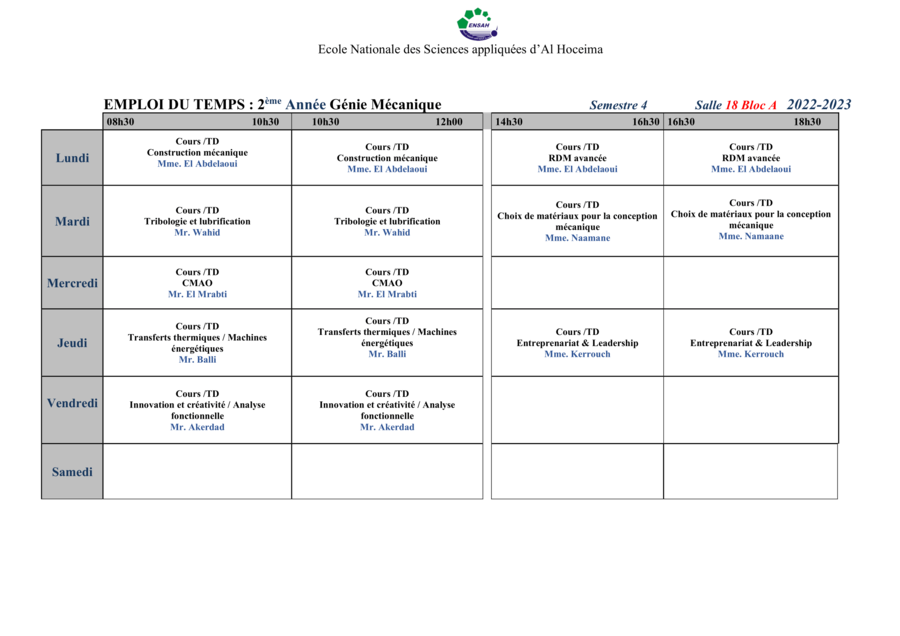 ENSAH
Ecole Nationale des Sciences appliquées d'Al Hoceima
EMPLOI DU TEMPS : 2ème Année Génie Mécanique Semestre 4 Salle 18 Bloc A 2022-2023
08h30 10h30 10h30 12h00 14h30 16h30 16h30 18h30
Lundi
Cours /TD
Construction mécanique
Mme. El Abdelaoui
Cours /TD
Construction mécanique
Mme. El Abdelaoui
Cours /TD
RDM avancée
Mme. El Abdelaoui
Cours /TD
RDM avancée
Mme. El Abdelaoui
Mardi
Cours /TD
Tribologie et lubrification
Mr. Wahid
Cours /TD
Tribologie et lubrification
Mr. Wahid
Cours /TD
Choix de matériaux pour la conception
mécanique
Mme. Naamane
Cours /TD
Choix de matériaux pour la conception
mécanique
Mme. Namaane
Mercredi
Cours /TD
CMAO
Mr. El Mrabti
Cours /TD
CMAO
Mr. El Mrabti
Jeudi
Cours /TD
Transferts thermiques / Machines
énergétiques
Mr. Balli
Cours /TD
Transferts thermiques / Machines
énergétiques
Mr. Balli
Cours /TD
Entreprenariat & Leadership
Mme. Kerrouch
Cours /TD
Entreprenariat & Leadership
Mme. Kerrouch
Vendredi
Cours /TD
Innovation et créativité / Analyse
fonctionnelle
Mr. Akerdad
Cours /TD
Innovation et créativité / Analyse
fonctionnelle
Mr. Akerdad
Samedi